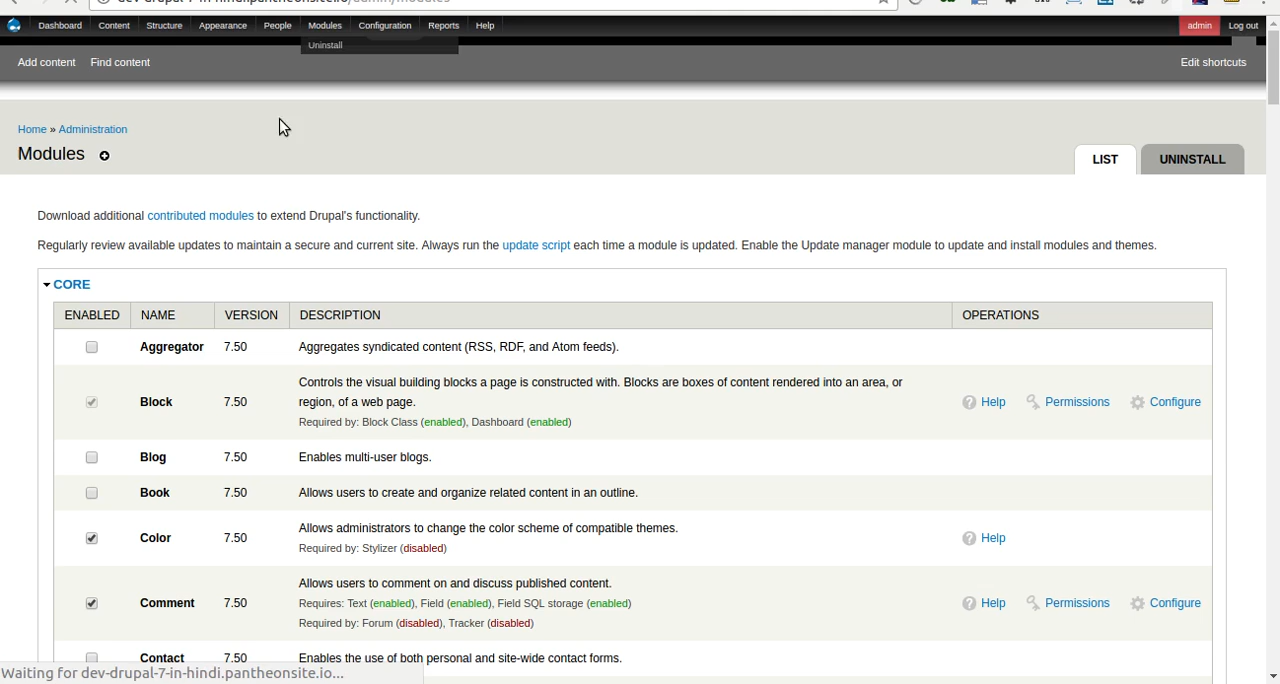 dev-drupal-7-in-hindi.pantheonsite.io/admin/modules
Dashboard Content Structure Appearance People Modules Configuration Reports Help admin Log out
Uninstall
Add content Find content Edit shortcuts
Home » Administration
Modules
LIST UNINSTALL
Download additional contributed modules to extend Drupal's functionality.
Regularly review available updates to maintain a secure and current site. Always run the update script each time a module is updated. Enable the Update manager module to update and install modules and themes.
CORE
ENABLED NAME VERSION DESCRIPTION OPERATIONS
Aggregator 7.50 Aggregates syndicated content (RSS, RDF, and Atom feeds).
Controls the visual building blocks a page is constructed with. Blocks are boxes of content rendered into an area, or
Block 7.50 region, of a web page. Help Permissions Configure
Required by: Block Class (enabled), Dashboard (enabled)
Blog 7.50 Enables multi-user blogs.
Book 7.50 Allows users to create and organize related content in an outline.
Color 7.50 Allows administrators to change the color scheme of compatible themes. Help
Required by: Stylizer (disabled)
Allows users to comment on and discuss published content.
Comment 7.50 Requires: Text (enabled), Field (enabled), Field SQL storage (enabled) Help Permissions Configure
Required by: Forum (disabled), Tracker (disabled)
Contact 7.50 Enables the use of both personal and site-wide contact forms.
Waiting for dev-drupal-7-in-hindi.pantheonsite.io...